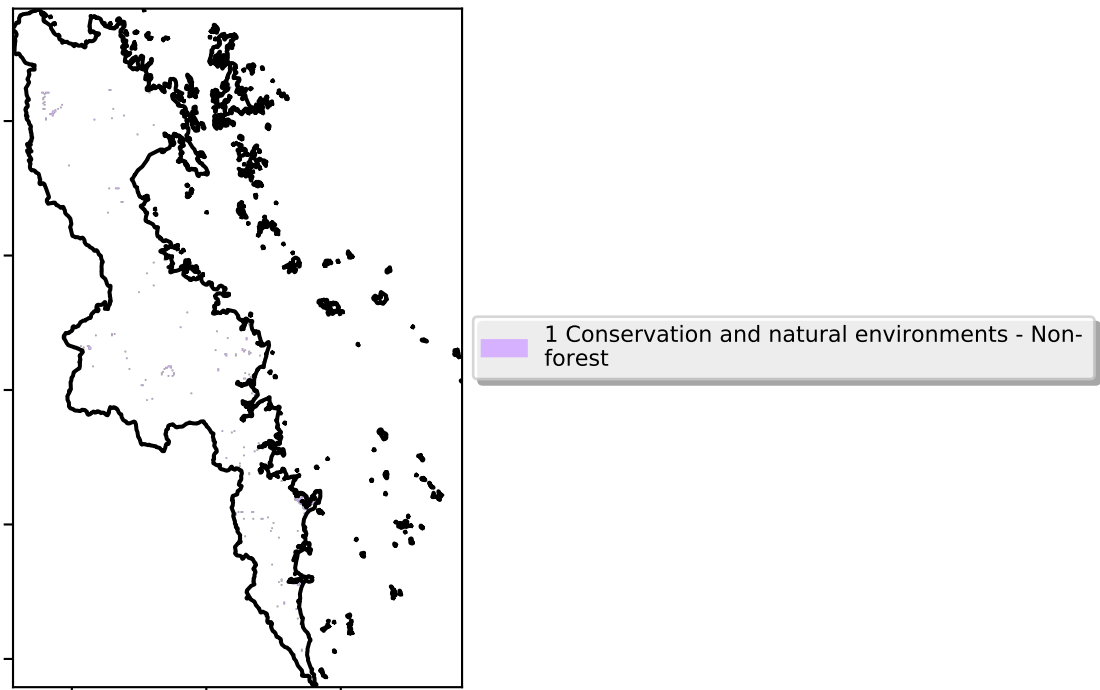 1 Conservation and natural environments - Non-
forest